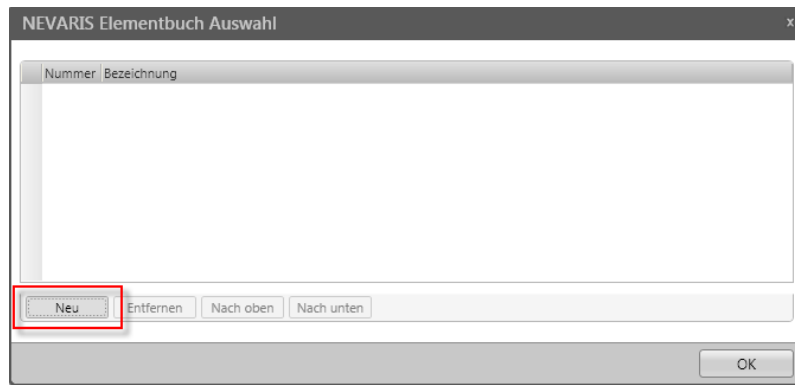 NEVARIS Elementbuch Auswahl x
Nummer Bezeichnung
Neu Entfernen Nach oben Nach unten
OK